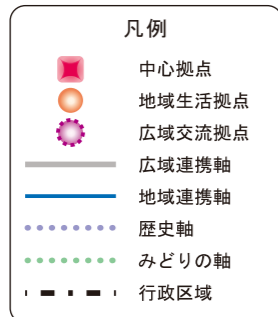 凡例
中心拠点
地域生活拠点
広域交流拠点
広域連携軸
地域連携軸
歴史軸
みどりの軸
行政区域